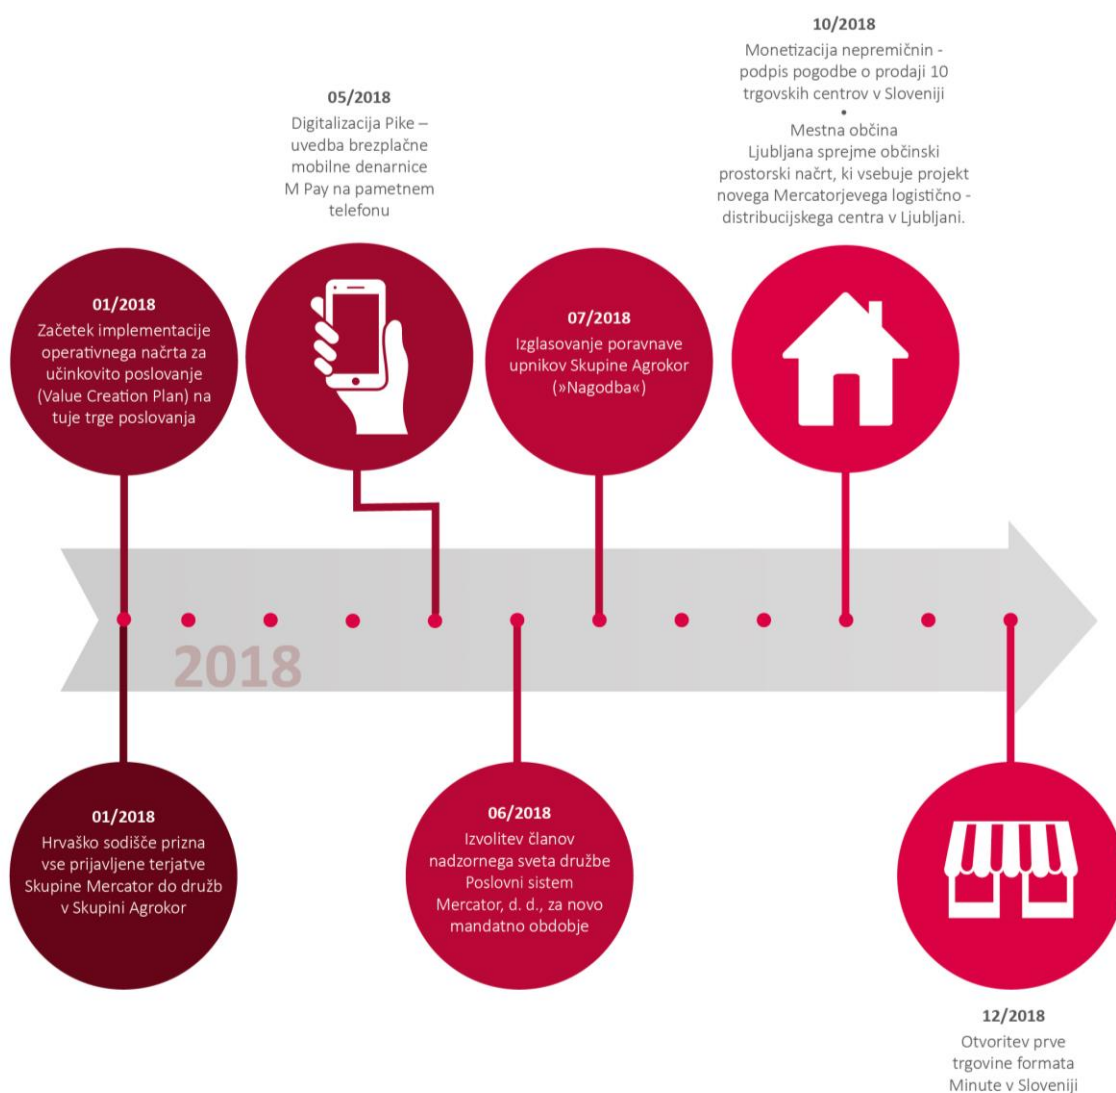 10/2018
Monetizacija nepremičnin -
podpis pogodbe o prodaji 10
trgovskih centrov v Sloveniji
•
Mestna občina
Ljubljana sprejme občinski
prostorski načrt, ki vsebuje projekt
novega Mercatorjevega logistično -
distribucijskega centra v Ljubljani.
05/2018
Digitalizacija Pike –
uvedba brezplačne
mobilne denarnice
M Pay na pametnem
telefonu
01/2018
Začetek implementacije
operativnega načrta za
učinkovito poslovanje
(Value Creation Plan) na
tuje trge poslovanja
07/2018
Izglasovanje poravnave
upnikov Skupine Agrokor
(»Nagodba«)
2018
01/2018
Hrvaško sodišče prizna
vse prijavljene terjatve
Skupine Mercator do družb
v Skupini Agrokor
06/2018
Izvolitev članov
nadzornega sveta družbe
Poslovni sistem
Mercator, d. d., za novo
mandatno obdobje
12/2018
Otvoritev prve
trgovine formata
Minute v Sloveniji